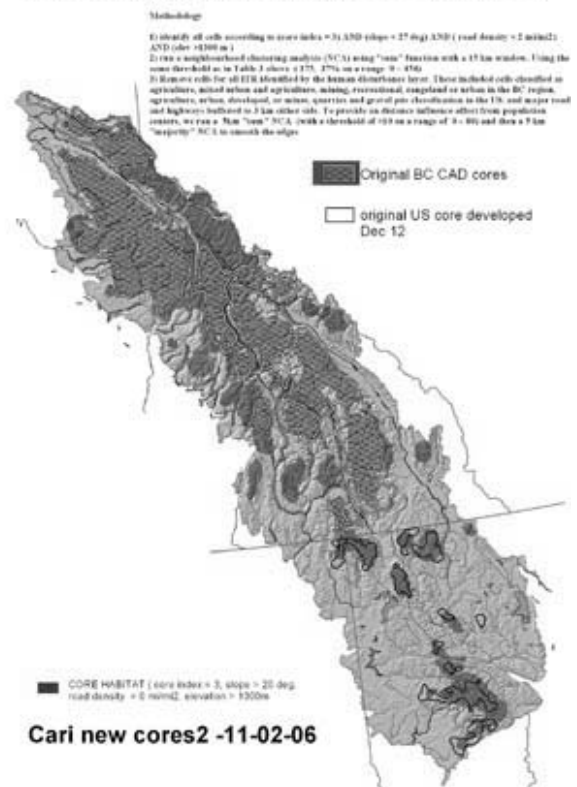 Methodology
1) identify all cells according to (core index = 3) AND (slope < 27 deg) AND ( road density < 2 mi/mi2)
AND (elev >1300 m )
2) run a neighbourhood clustering analysis (NCA) using "sum" function with a 15 km window. Using the
same threshold as in Table 3 above
3) Remove cells for all identified by the human disturbance layer. These included cells classified as
agriculture, mixed urban and agriculture, mining, recreational, rangeland or urban in the BC region,
agriculture, urban, developed, or mines, quarries and gravel pits classification in the US, and major road
and highways buffered to 3 km either side. To provide an distance influence effect from population
centers, we ran a 5km "sum" NCA (with a threshold of >10 on a range of 0 - 80) and then a 5 km
"majority" NCA to smooth the edges
Original BC CAD cores
original US core developed
Dec 12
CORE HABITAT ( core index = 3, slope > 20 deg,
road density = 0 mi/mi2, elevation > 1300m
Cari new cores2 -11-02-06